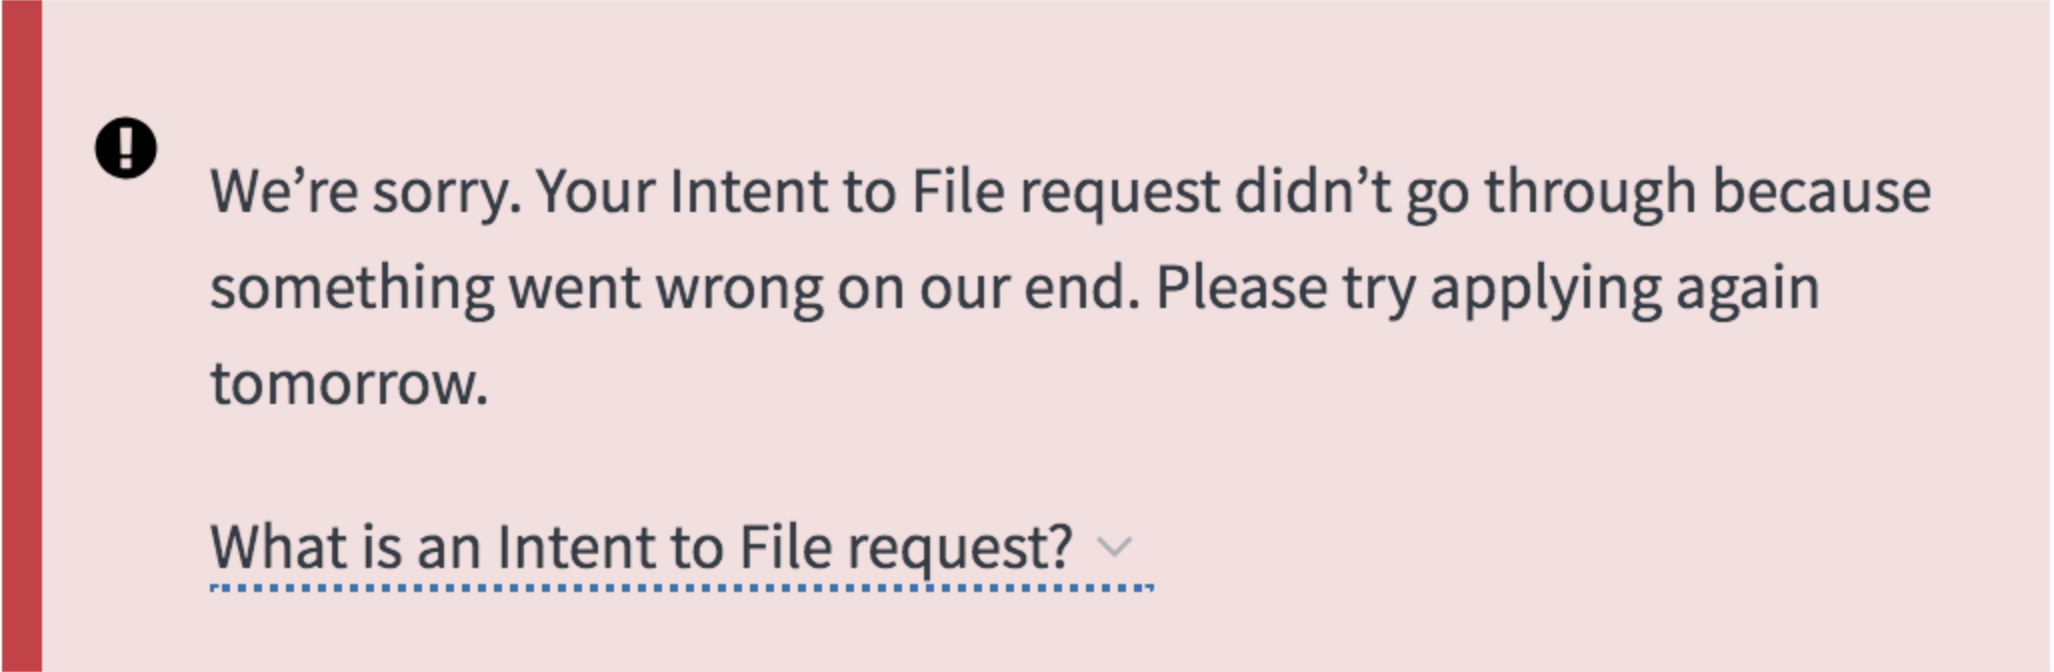 We’re sorry. Your Intent to File request didn’t go through because
something went wrong on our end. Please try applying again
tomorrow.
What is an Intent to File request?